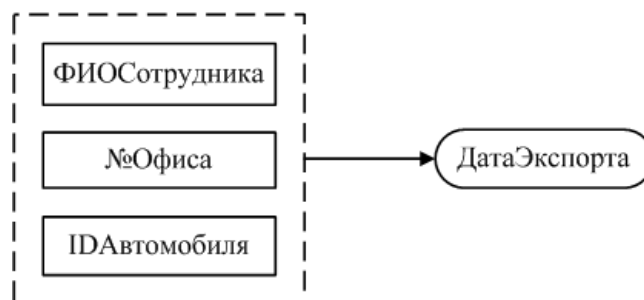 ФИОСотрудника
№Офиса
ДатаЭкспорта
IDАвтомобиля